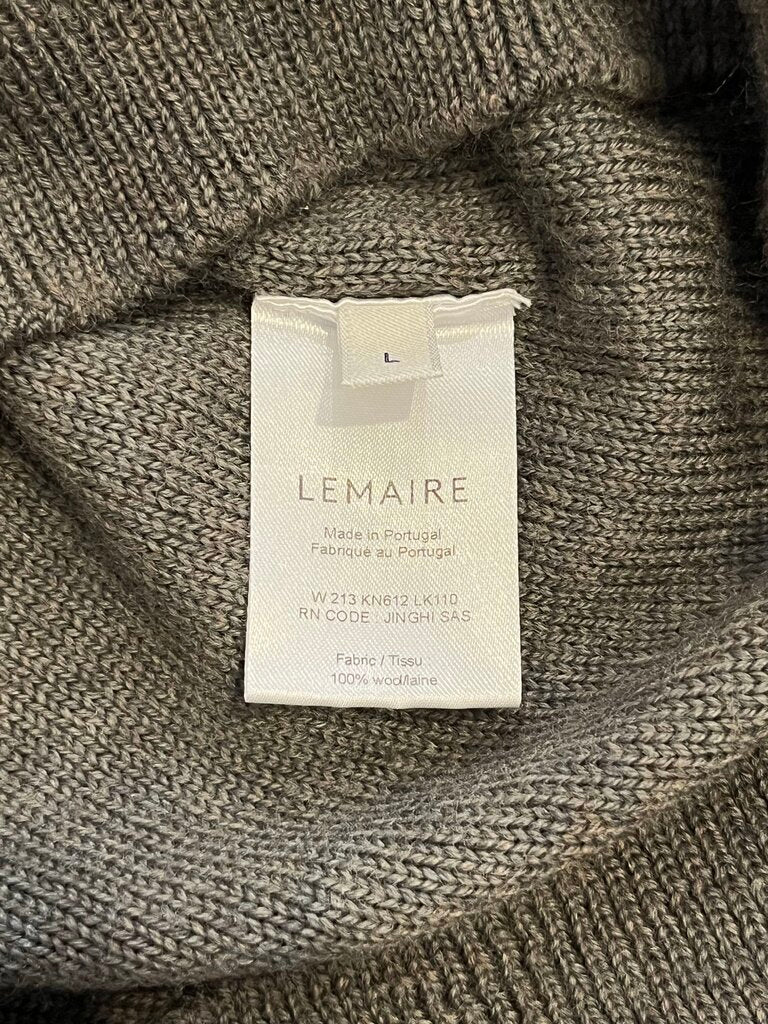 L
LEMAIRE
Made in Portugal
Fabriqué au Portugal
W 213 KN612 LK110
RN CODE : JINGHI SAS
Fabric / Tissu
100% wool/laine